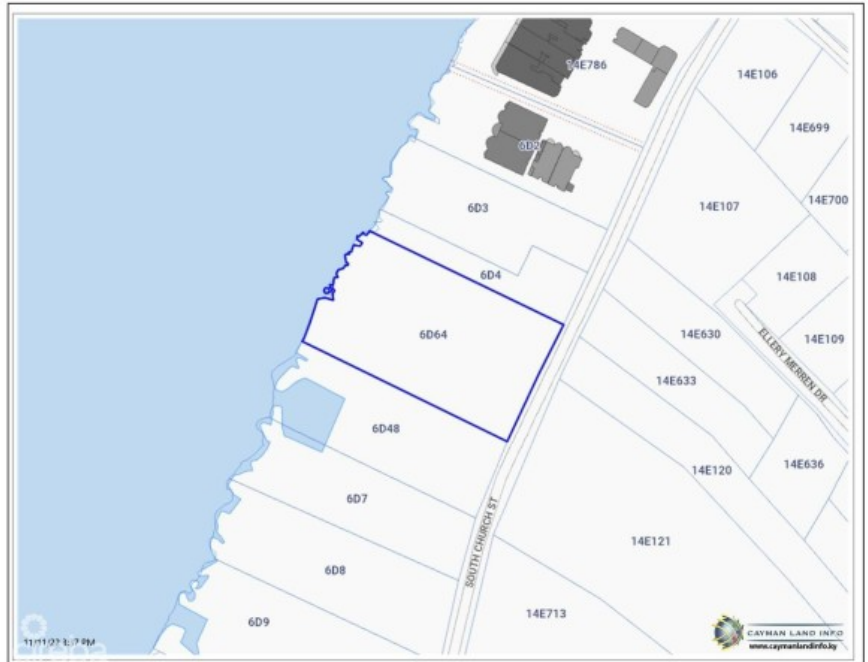 14E786
14E106
14E699
6D2
14E700
6D3
14E107
14E108
6D4
6D64
14E630
14E109
ELLERY MERREN DR
14E633
6D48
14E636
14E120
6D7
SOUTH CHURCH ST
14E121
6D8
14E713
6D9
CAYMAN LAND INFO
www.caymanlandinfo.ky